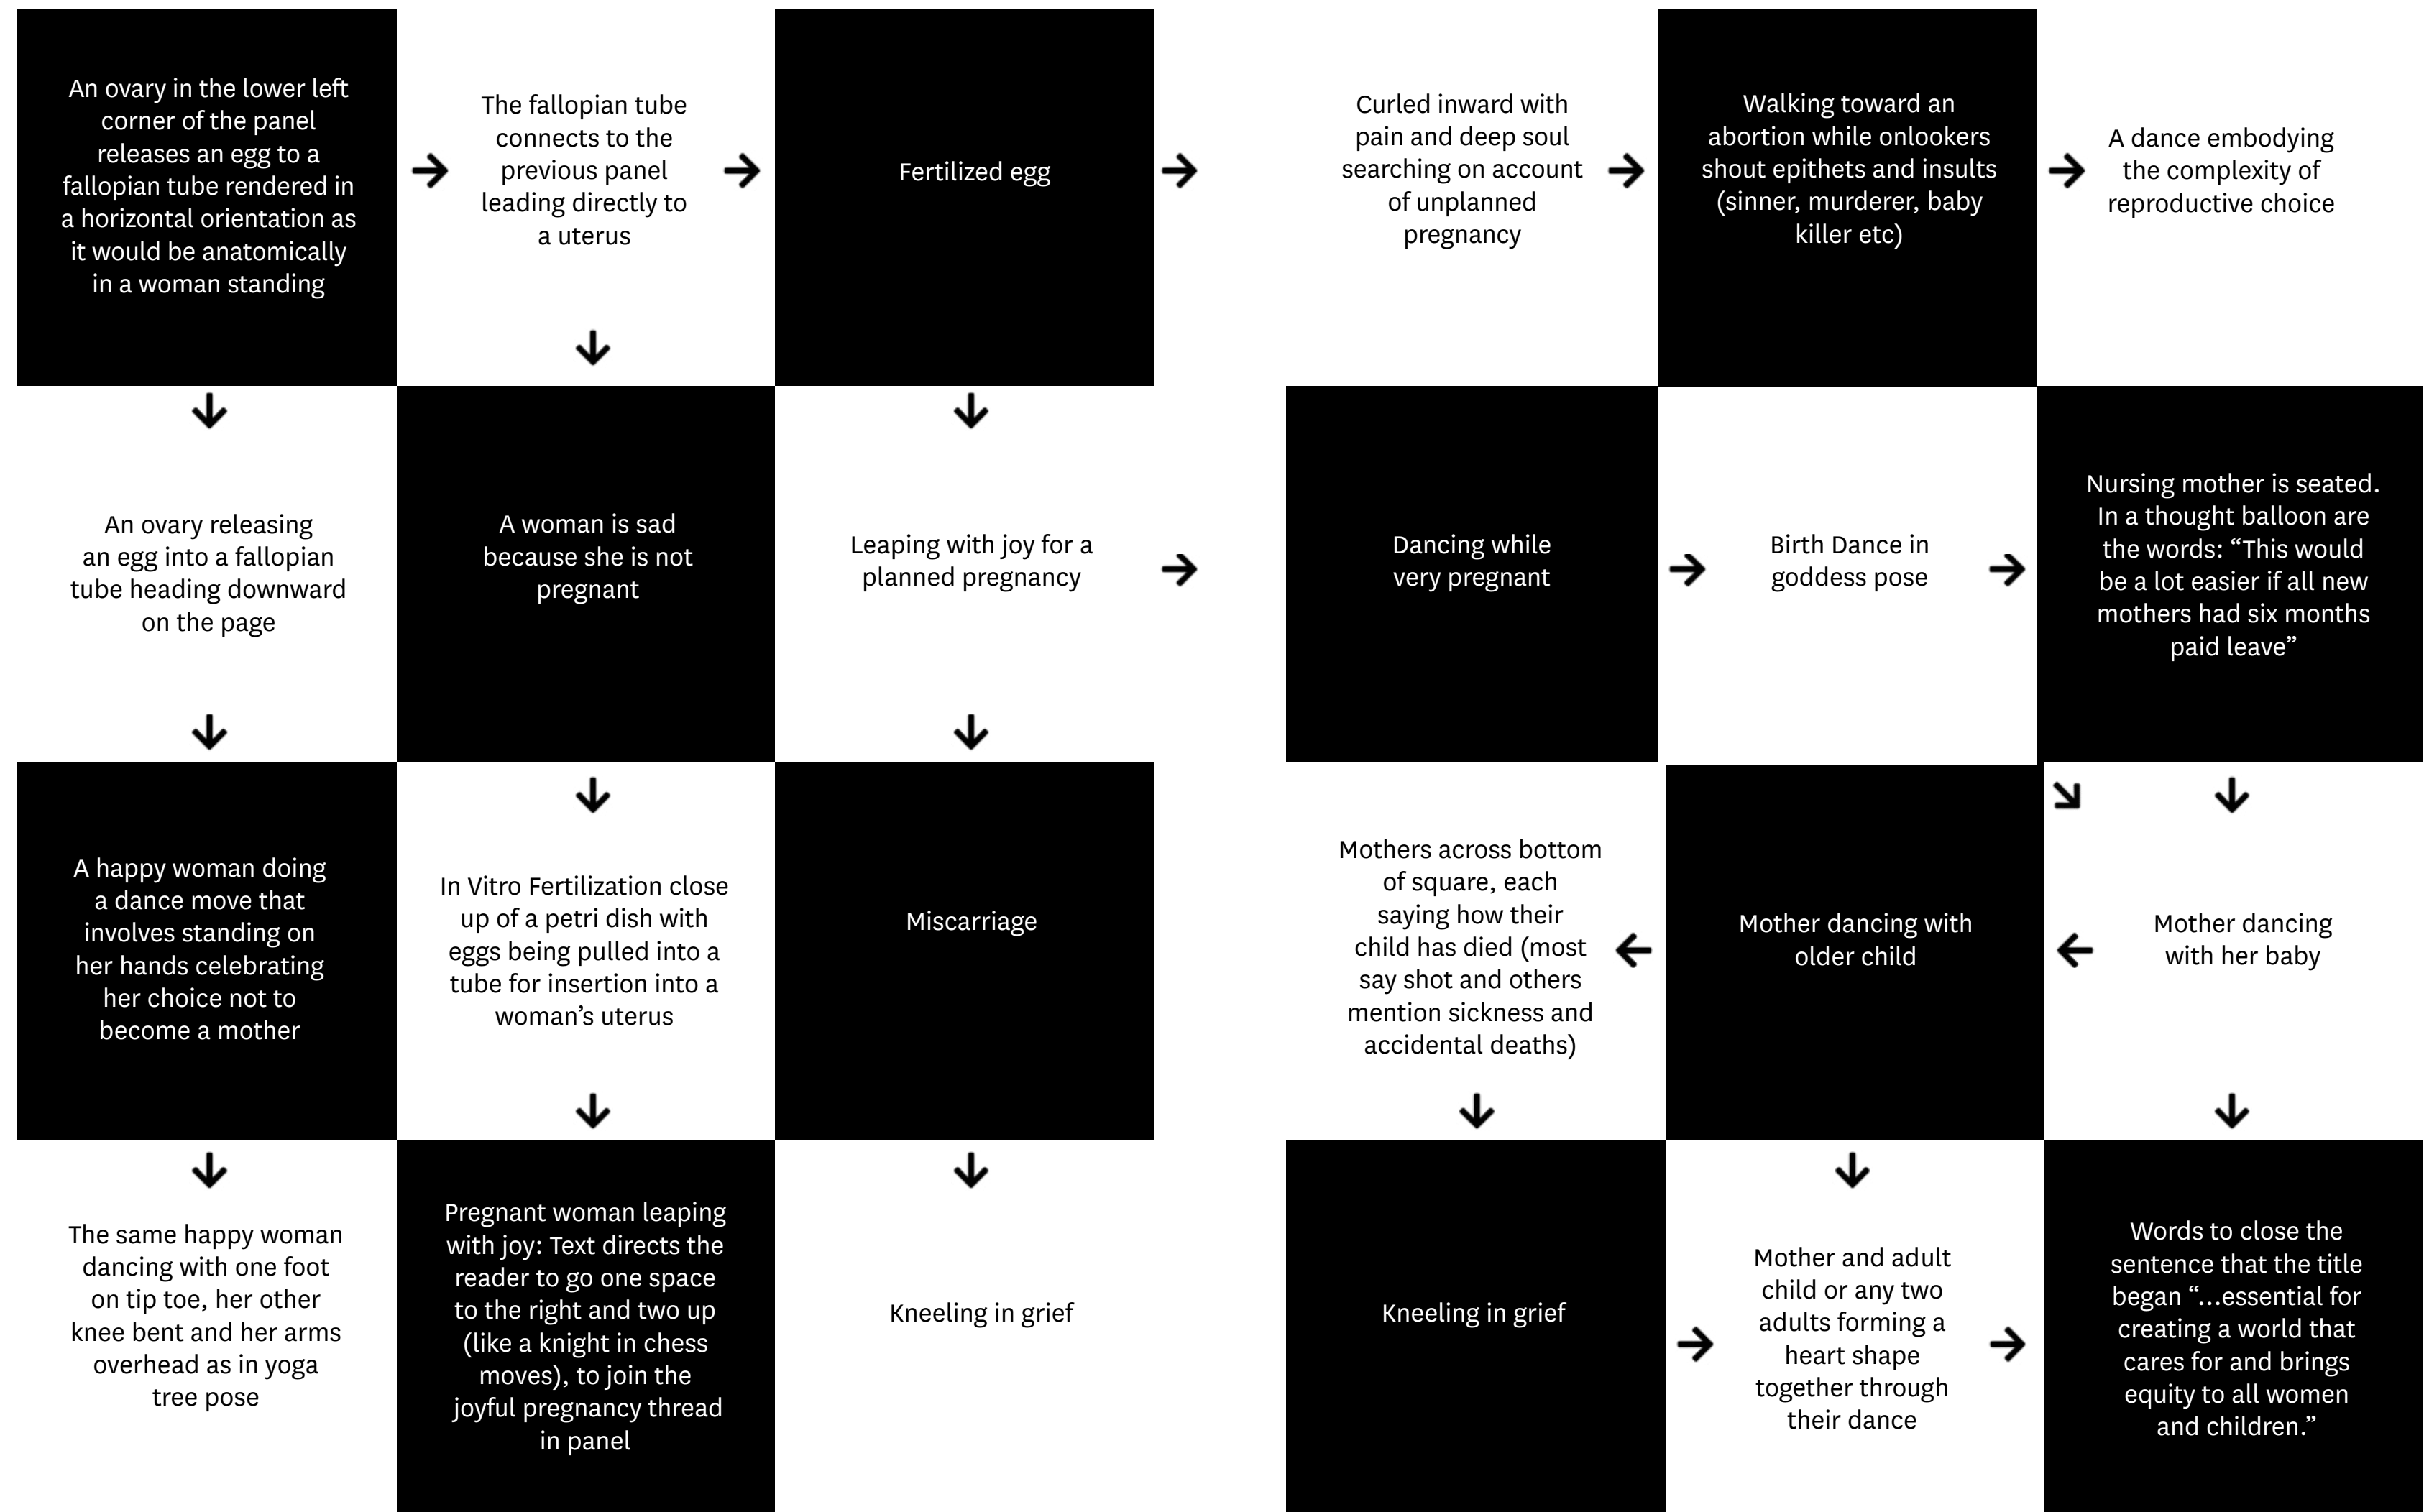 An ovary in the lower left
corner of the panel
releases an egg to a
fallopian tube rendered in
a horizontal orientation as
it would be anatomically
in a woman standing
The fallopian tube
connects to the
previous panel
leading directly to
a uterus
Fertilized egg
Curled inward with
pain and deep soul
searching on account
of unplanned
pregnancy
Walking toward an
abortion while onlookers
shout epithets and insults
(sinner, murderer, baby
killer etc)
A dance embodying
the complexity of
reproductive choice
An ovary releasing
an egg into a fallopian
tube heading downward
on the page
A woman is sad
because she is not
pregnant
Leaping with joy for a
planned pregnancy
Dancing while
very pregnant
Birth Dance in
goddess pose
Nursing mother is seated.
In a thought balloon are
the words: “This would
be a lot easier if all new
mothers had six months
paid leave”
A happy woman doing
a dance move that
involves standing on
her hands celebrating
her choice not to
become a mother
In Vitro Fertilization close
up of a petri dish with
eggs being pulled into a
tube for insertion into a
woman’s uterus
Miscarriage
Mothers across bottom
of square, each
saying how their
child has died (most
say shot and others
mention sickness and
accidental deaths)
Mother dancing with
older child
Mother dancing
with her baby
The same happy woman
dancing with one foot
on tip toe, her other
knee bent and her arms
overhead as in yoga
tree pose
Pregnant woman leaping
with joy: Text directs the
reader to go one space
to the right and two up
(like a knight in chess
moves), to join the
joyful pregnancy thread
in panel
Kneeling in grief
Kneeling in grief
Mother and adult
child or any two
adults forming a
heart shape
together through
their dance
Words to close the
sentence that the title
began “...essential for
creating a world that
cares for and brings
equity to all women
and children.”